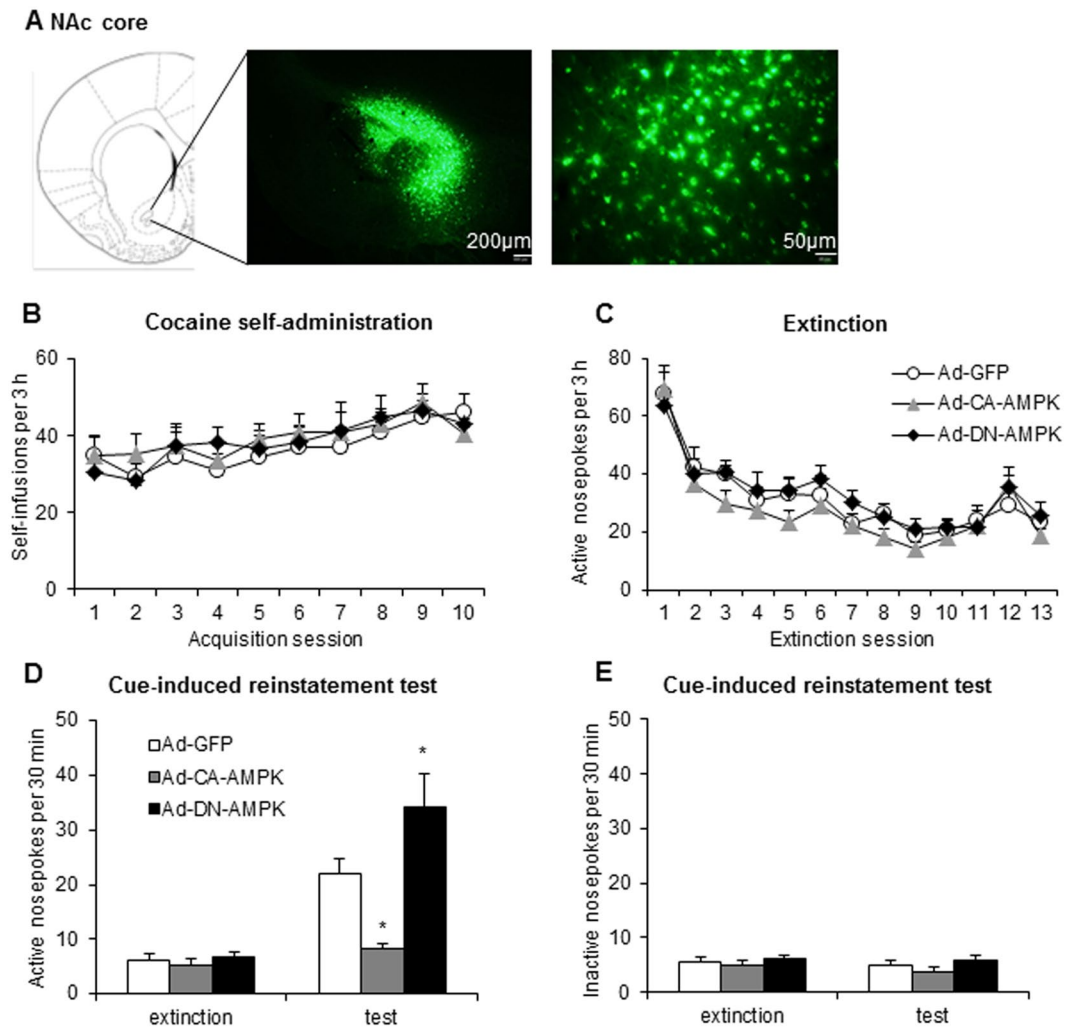 A NAc core
200µm
50µm
B
Cocaine self-administration
Self-infusions per 3 h
60
40
20
0
1 2 3 4 5 6 7 8 9 10
Acquisition session
C
Extinction
Active nosepokes per 3 h
80
60
40
20
0
Ad-GFP
Ad-CA-AMPK
Ad-DN-AMPK
1 2 3 4 5 6 7 8 9 10 11 12 13
Extinction session
D
Cue-induced reinstatement test
Active nosepokes per 30 min
50
40
30
20
10
0
Ad-GFP
Ad-CA-AMPK
Ad-DN-AMPK
*
*
extinction test
E
Cue-induced reinstatement test
Inactive nosepokes per 30 min
50
40
30
20
10
0
extinction test